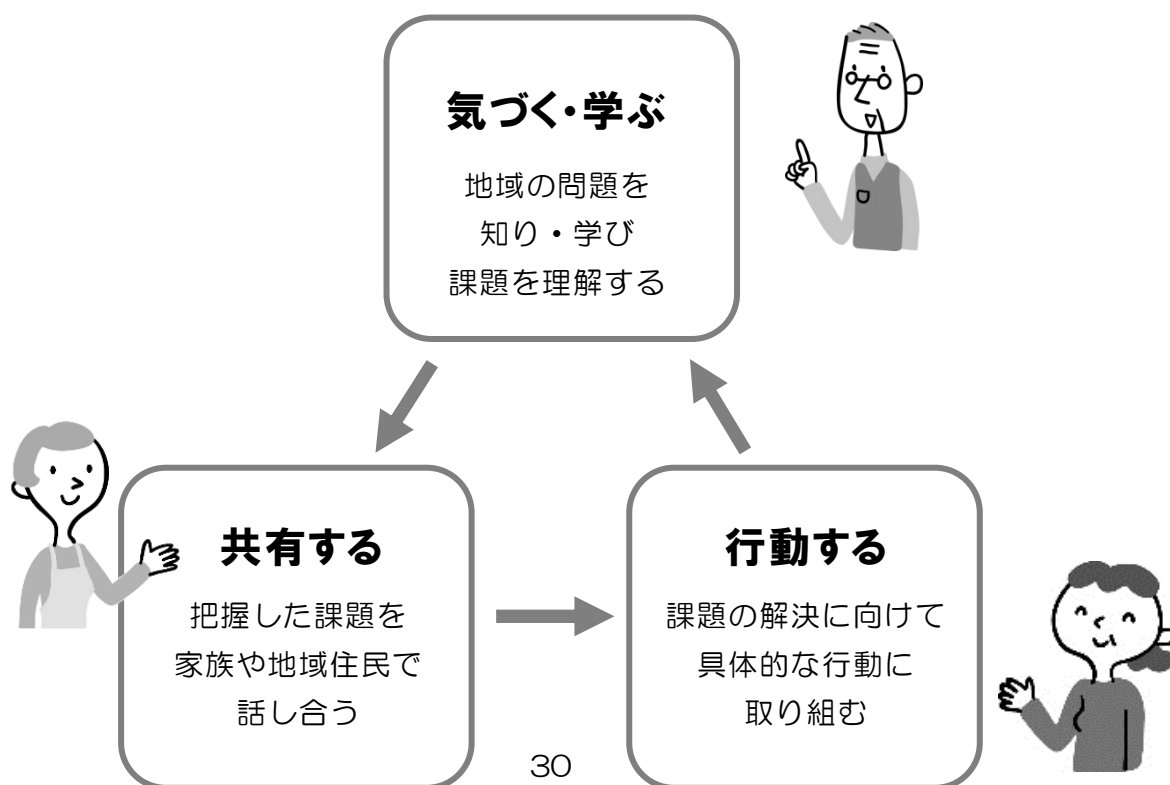 気づく・学ぶ
地域の問題を
知り・学び
課題を理解する
共有する
把握した課題を
家族や地域住民で
話し合う
行動する
課題の解決に向けて
具体的な行動に
取り組む
30